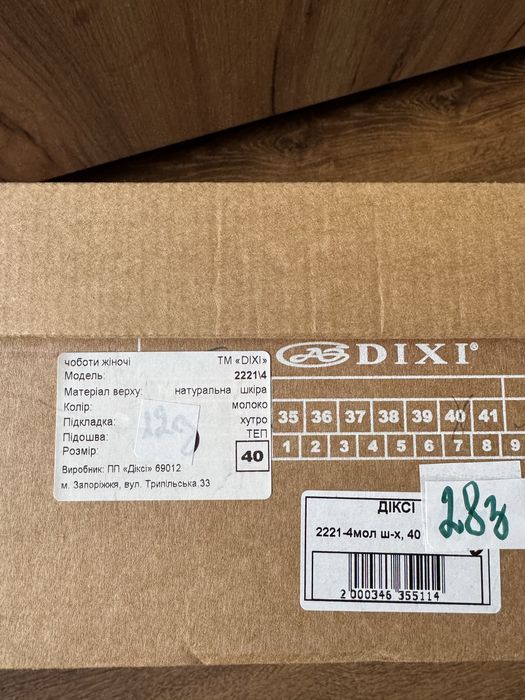 чоботи жіночі ТМ «DIXI»
Модель: 2221\4
Матеріал верху: натуральна шкіра
Колір: молоко
Підкладка: хутро
Підошва: ТЕП
Розмір: 40
Виробник: ПП «Діксі» 69012
м. Запоріжжя, вул. Трипільська 33
DIXI®
35 36 37 38 39 40 41
1 2 3 4 5 6 7 8 9
ДІКСІ
2221-4мол ш-х, 40
283
2 000346 355114